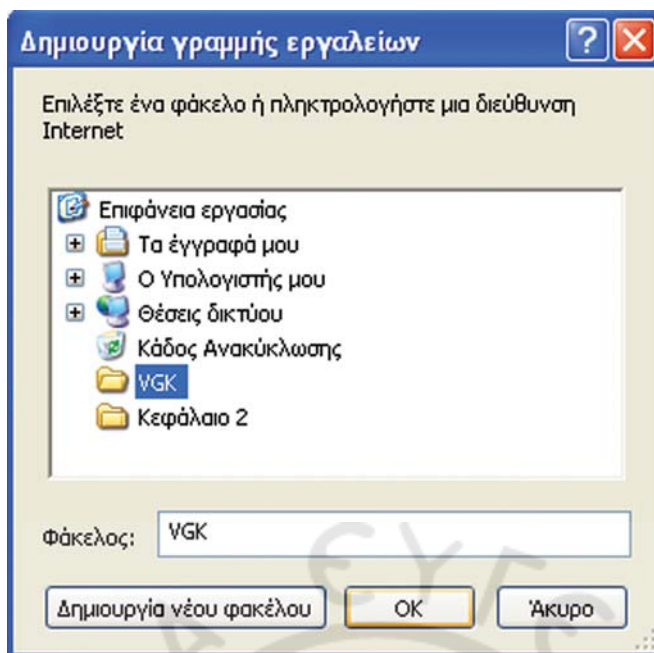 Δημιουργία γραμμής εργαλείων
Επιλέξτε ένα φάκελο ή πληκτρολογήστε μια διεύθυνση
Internet
Επιφάνεια εργασίας
Τα έγγραφά μου
Ο Υπολογιστής μου
Θέσεις δικτύου
Κάδος Ανακύκλωσης
VGK
Κεφάλαιο 2
Φάκελος: VGK
Δημιουργία νέου φακέλου OK Άκυρο